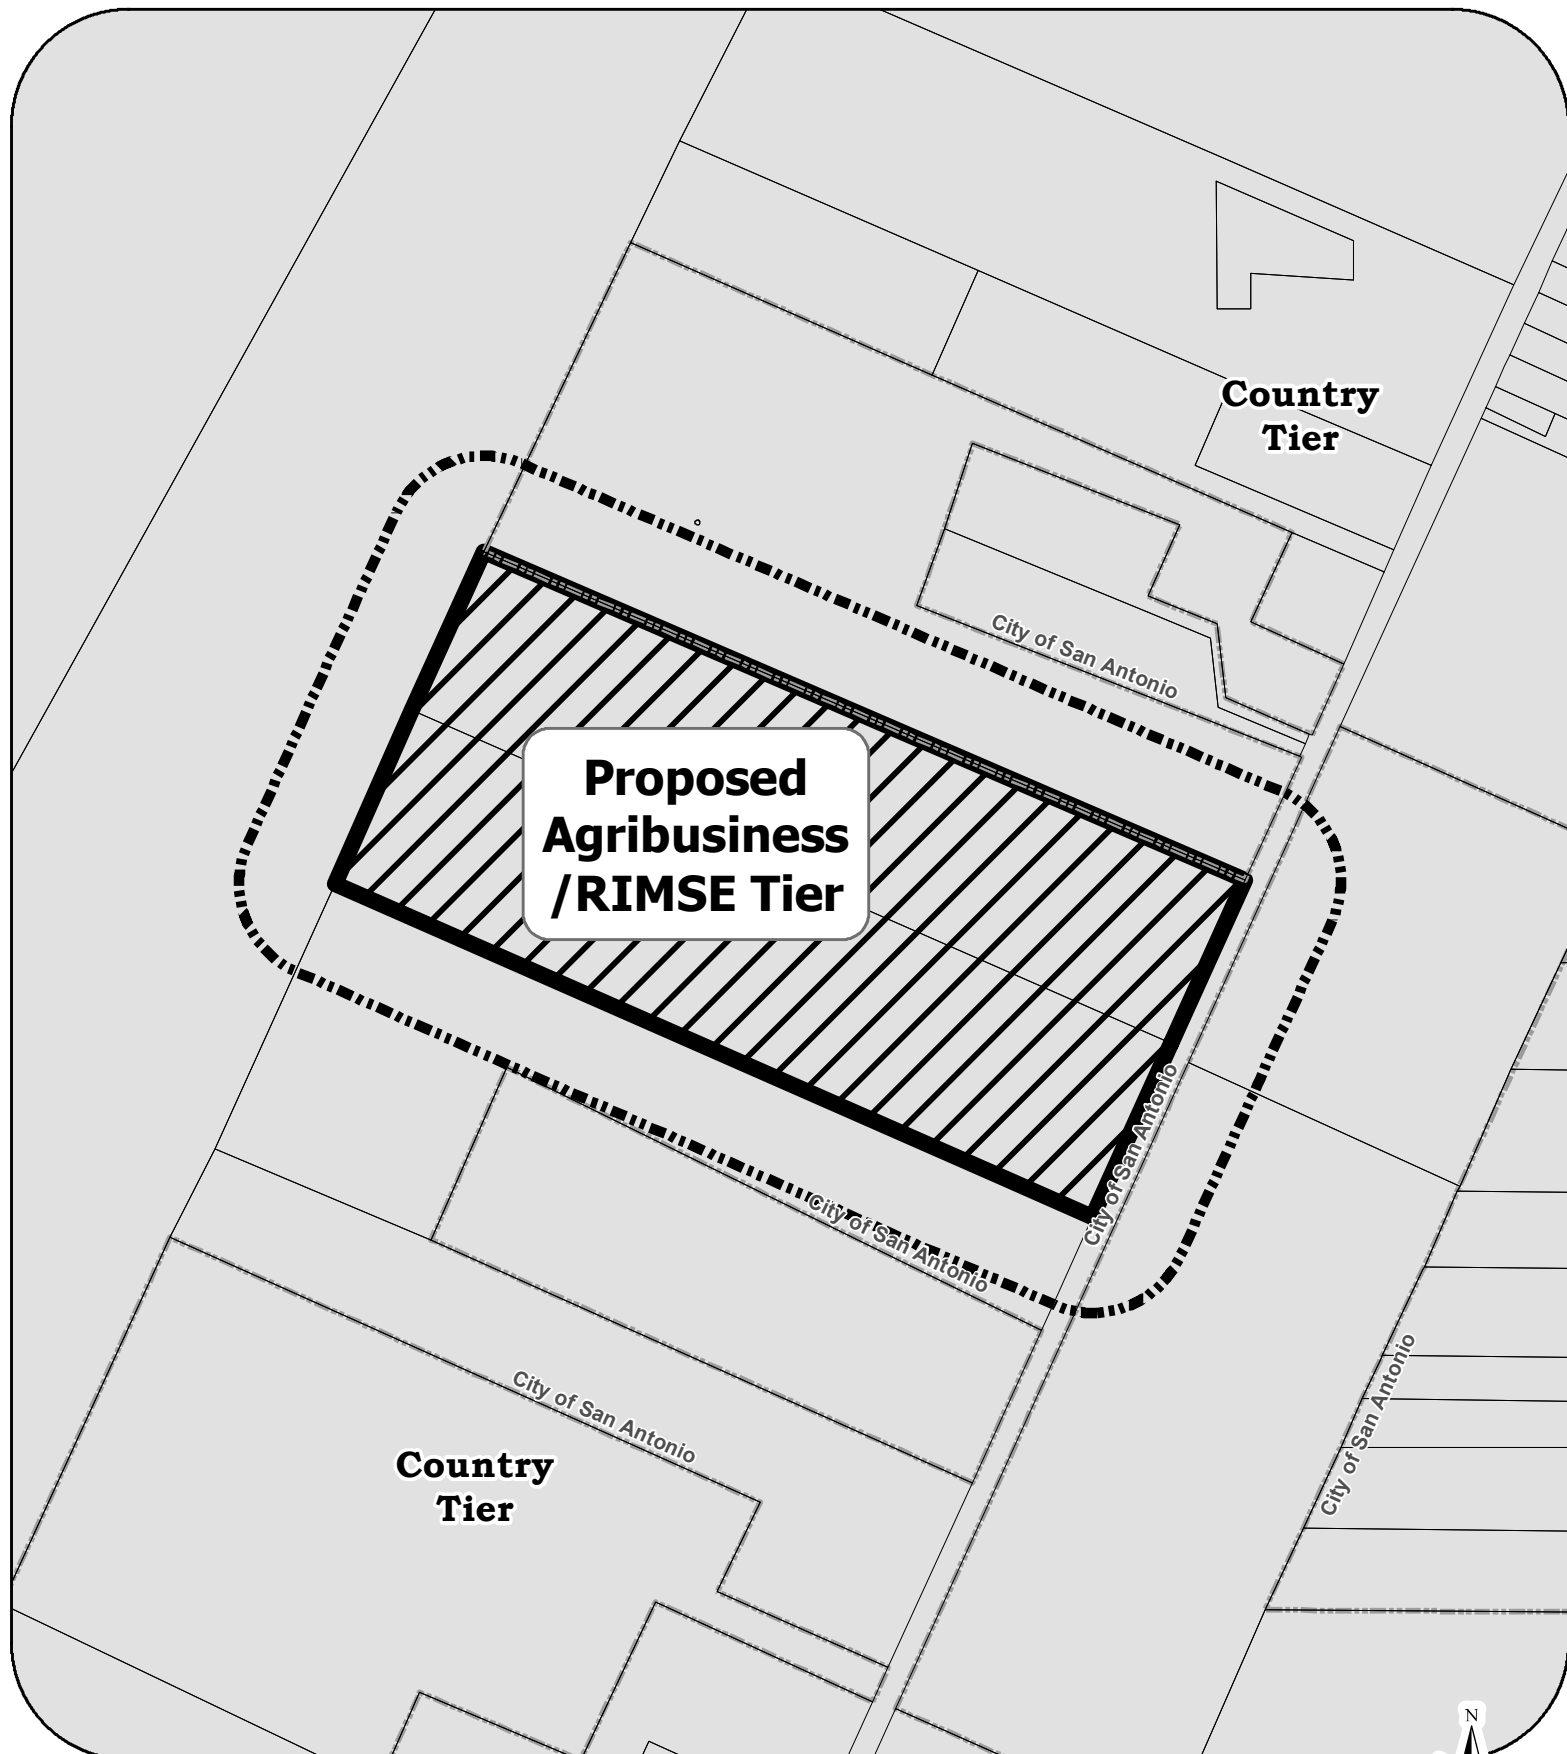 Country
Tier
City of San Antonio
Proposed
Agribusiness
/RIMSE Tier
City of San Antonio
City of San Antonio
City of San Antonio
City of San Antonio
Country
Tier
N